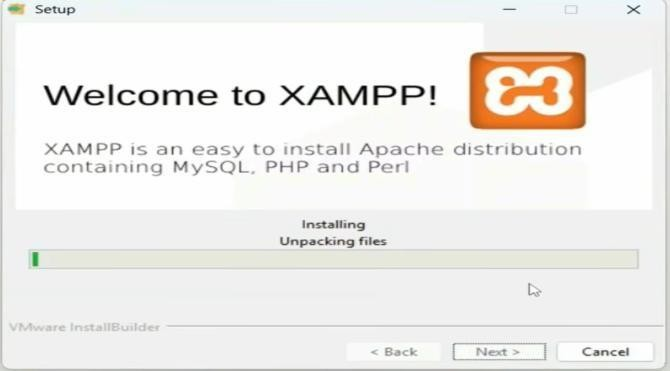 Setup
Welcome to XAMPP!
XAMPP is an easy to install Apache distribution
containing MySQL, PHP and Perl
Installing
Unpacking files
VMware InstallBuilder
< Back
Next >
Cancel